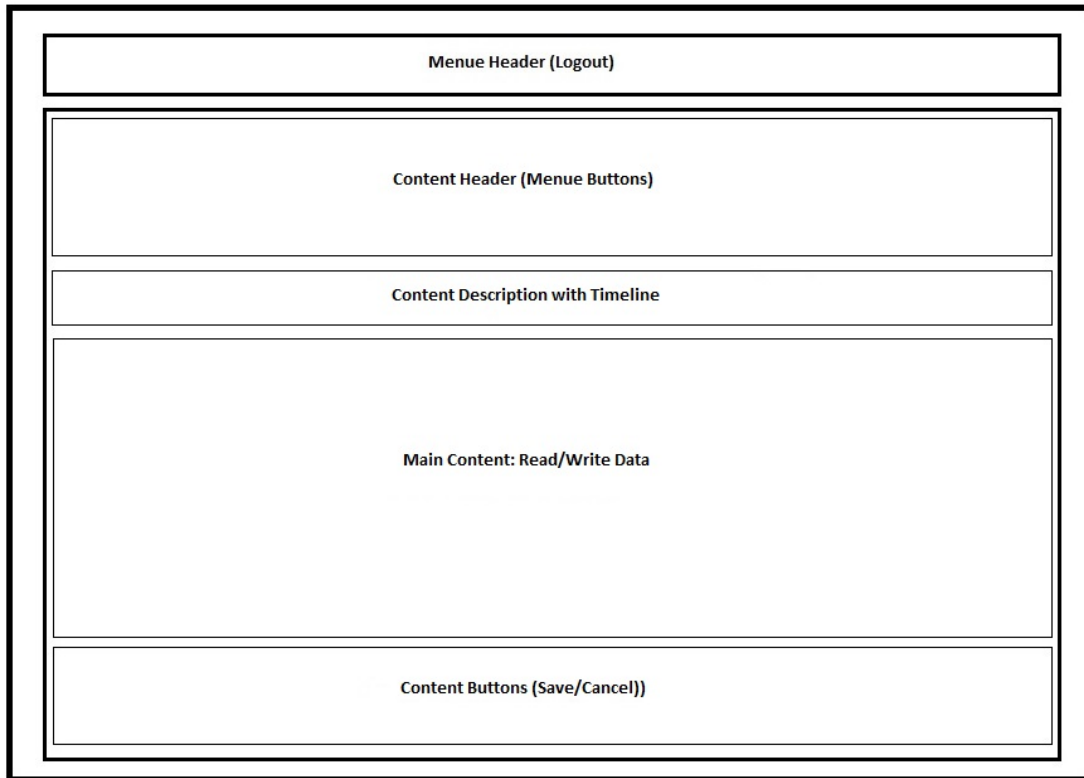 Menue Header (Logout)
Content Header (Menue Buttons)
Content Description with Timeline
Main Content: Read/Write Data
Content Buttons (Save/Cancel))